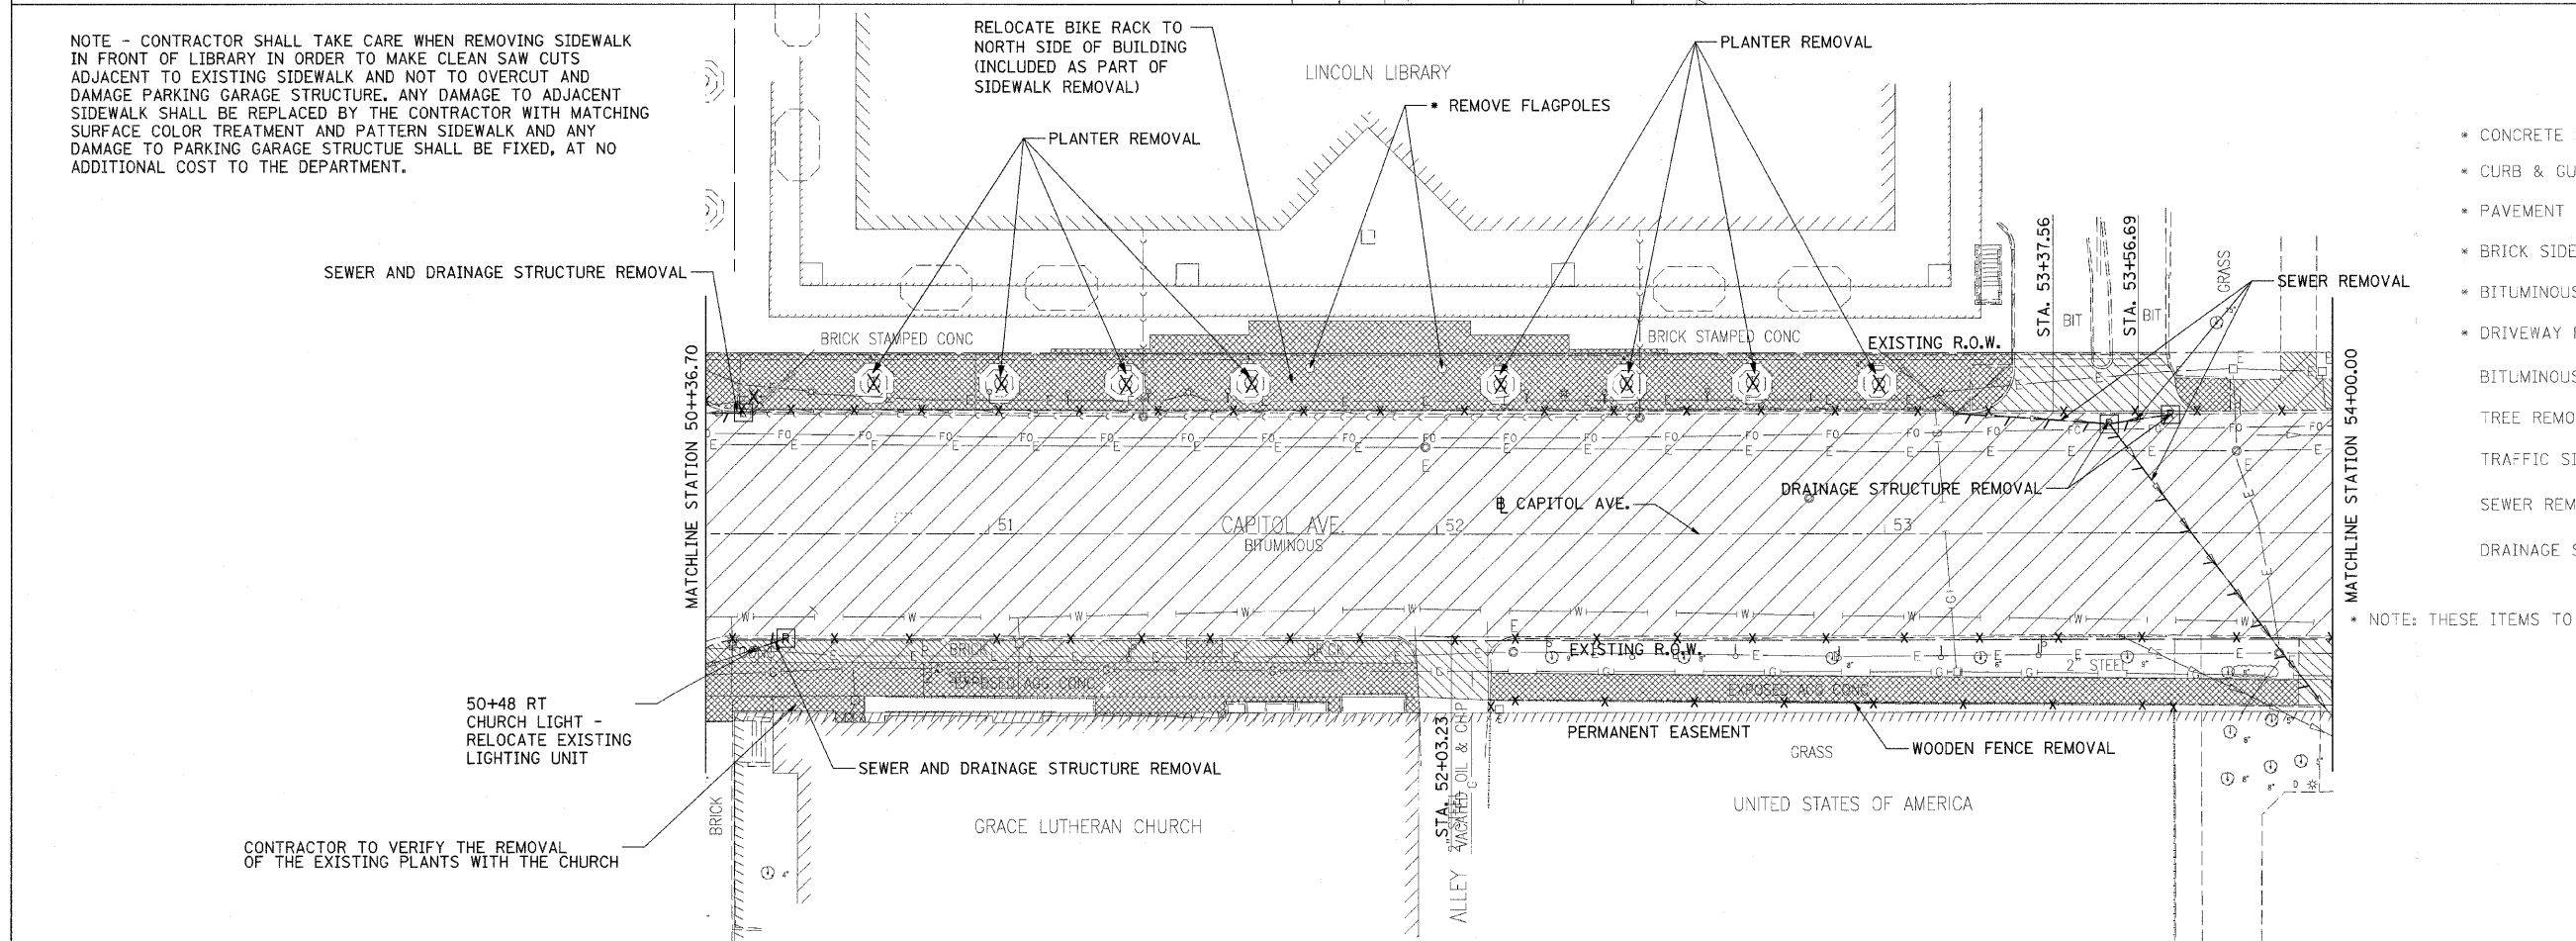 NOTE - CONTRACTOR SHALL TAKE CARE WHEN REMOVING SIDEWALK
IN FRONT OF LIBRARY IN ORDER TO MAKE CLEAN SAW CUTS
ADJACENT TO EXISTING SIDEWALK AND NOT TO OVERCUT AND
DAMAGE PARKING GARAGE STRUCTURE. ANY DAMAGE TO ADJACENT
SIDEWALK SHALL BE REPLACED BY THE CONTRACTOR WITH MATCHING
SURFACE COLOR TREATMENT AND PATTERN SIDEWALK AND ANY
DAMAGE TO PARKING GARAGE STRUCTUE SHALL BE FIXED, AT NO
ADDITIONAL COST TO THE DEPARTMENT.
RELOCATE BIKE RACK TO
NORTH SIDE OF BUILDING
(INCLUDED AS PART OF
SIDEWALK REMOVAL)
LINCOLN LIBRARY
PLANTER REMOVAL
* REMOVE FLAGPOLES
PLANTER REMOVAL
SEWER AND DRAINAGE STRUCTURE REMOVAL
BRICK STAMPED CONC
BRICK STAMPED CONC
EXISTING R.O.W.
STA. 53+37.56
BIT
STA. 53+56.69
BIT
GRASS
SEWER REMOVAL
* CONCRETE
* CURB & GU
* PAVEMENT
* BRICK SIDE
* BITUMINOUS
* DRIVEWAY
BITUMINOUS
TREE REMO
TRAFFIC SI
SEWER REM
DRAINAGE S
* NOTE: THESE ITEMS TO
MATCHLINE STATION 50++36.70
MATCHLINE STATION 54+00.00
DRAINAGE STRUCTURE REMOVAL
CAPITOL AVE.
51
CAPITOL AVE.
BITUMINOUS
52
53
BRICK
BRICK
EXISTING R.O.W.
2" STEEL
EXPOSED AGG CONC
EXPOSED AGG CONC
50+48 RT
CHURCH LIGHT -
RELOCATE EXISTING
LIGHTING UNIT
SEWER AND DRAINAGE STRUCTURE REMOVAL
PERMANENT EASEMENT
GRASS
WOODEN FENCE REMOVAL
STA. 52+03.23
VACATED OIL & CHIP
ALLEY
BRICK
GRACE LUTHERAN CHURCH
UNITED STATES OF AMERICA
CONTRACTOR TO VERIFY THE REMOVAL
OF THE EXISTING PLANTS WITH THE CHURCH